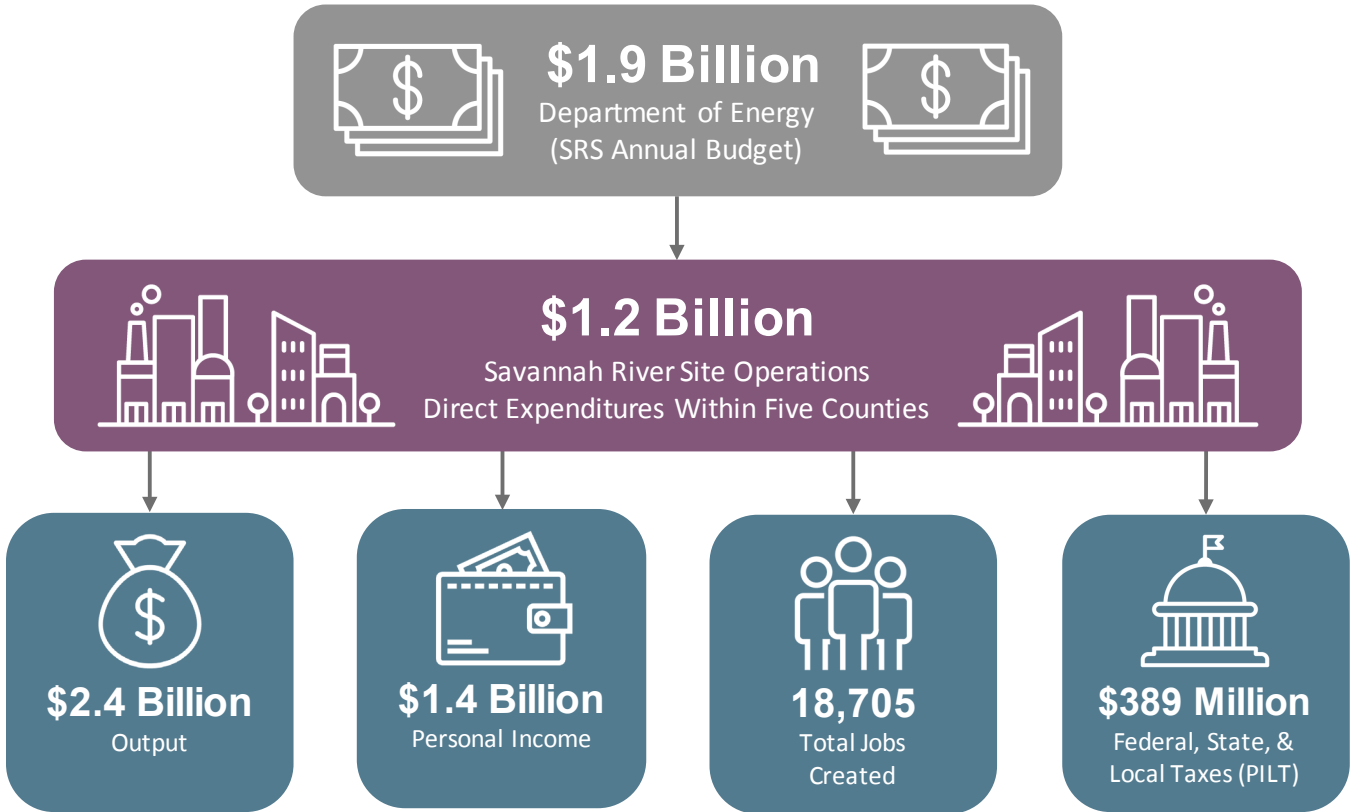 $1.9 Billion
Department of Energy
(SRS Annual Budget)
$1.2 Billion
Savannah River Site Operations
Direct Expenditures Within Five Counties
$2.4 Billion
Output
$1.4 Billion
Personal Income
18,705
Total Jobs
Created
$389 Million
Federal, State, &
Local Taxes (PILT)